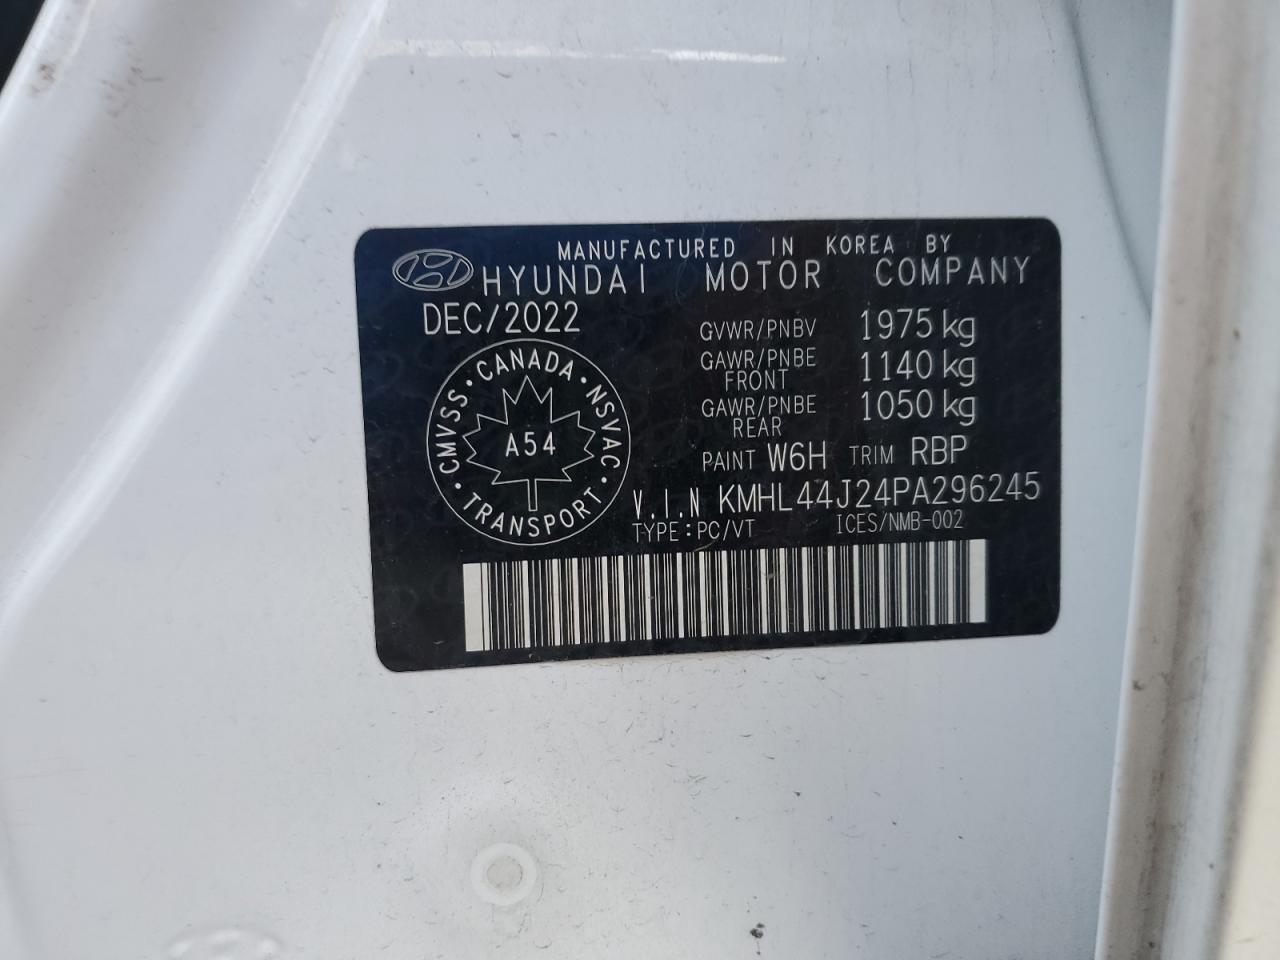 MANUFACTURED IN KOREA BY
HYUNDAI MOTOR COMPANY
DEC/2022
GVWR/PNBV 1975 kg
GAWR/PNBE FRONT 1140 kg
GAWR/PNBE REAR 1050 kg
CMVSS · CANADA · NSVAC · TRANSPORT ·
A54
PAINT W6H TRIM RBP
V.I.N KMHL44J24PA296245
TYPE:PC/VT ICES/NMB-002